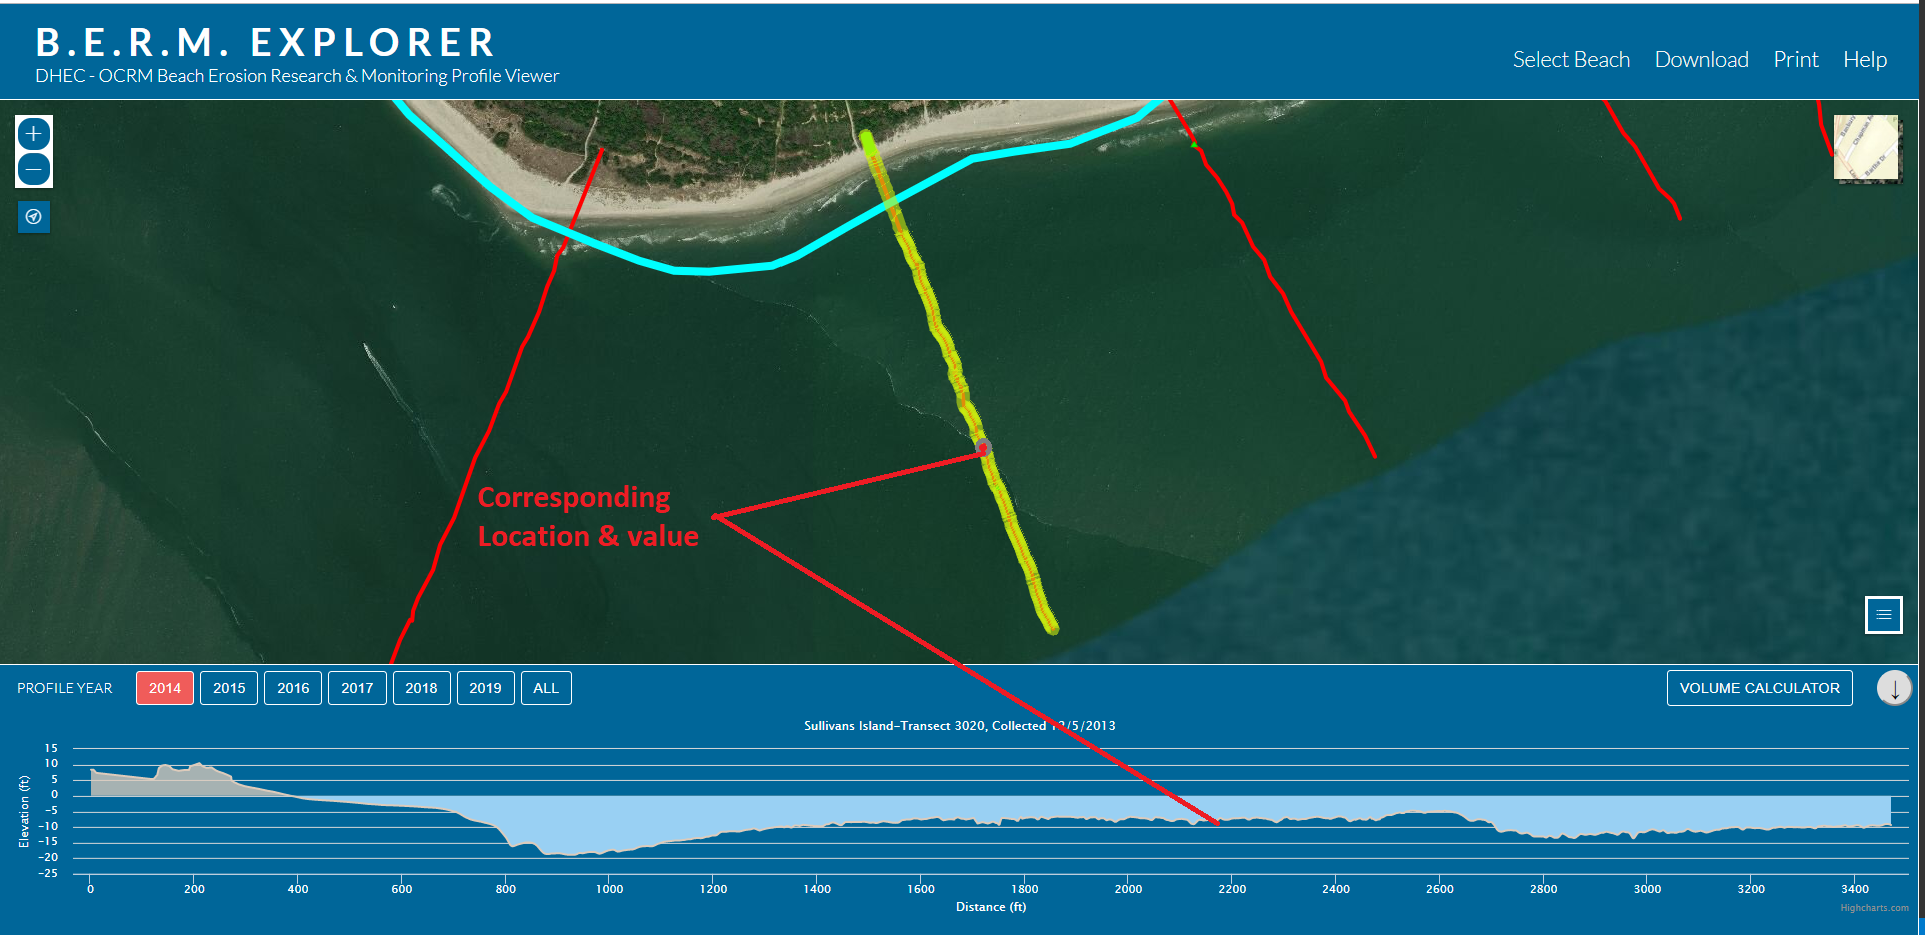 B.E.R.M. EXPLORER
DHEC - OCRM Beach Erosion Research & Monitoring Profile Viewer
Select Beach Download Print Help
Corresponding
Location & value
PROFILE YEAR 2014 2015 2016 2017 2018 2019 ALL VOLUME CALCULATOR
Sullivans Island-Transect 3020, Collected /5/2013
Elevation (ft)
15
10
5
0
-5
-10
-15
-20
-25
0 200 400 600 800 1000 1200 1400 1600 1800 2000 2200 2400 2600 2800 3000 3200 3400
Distance (ft)
Highcharts.com